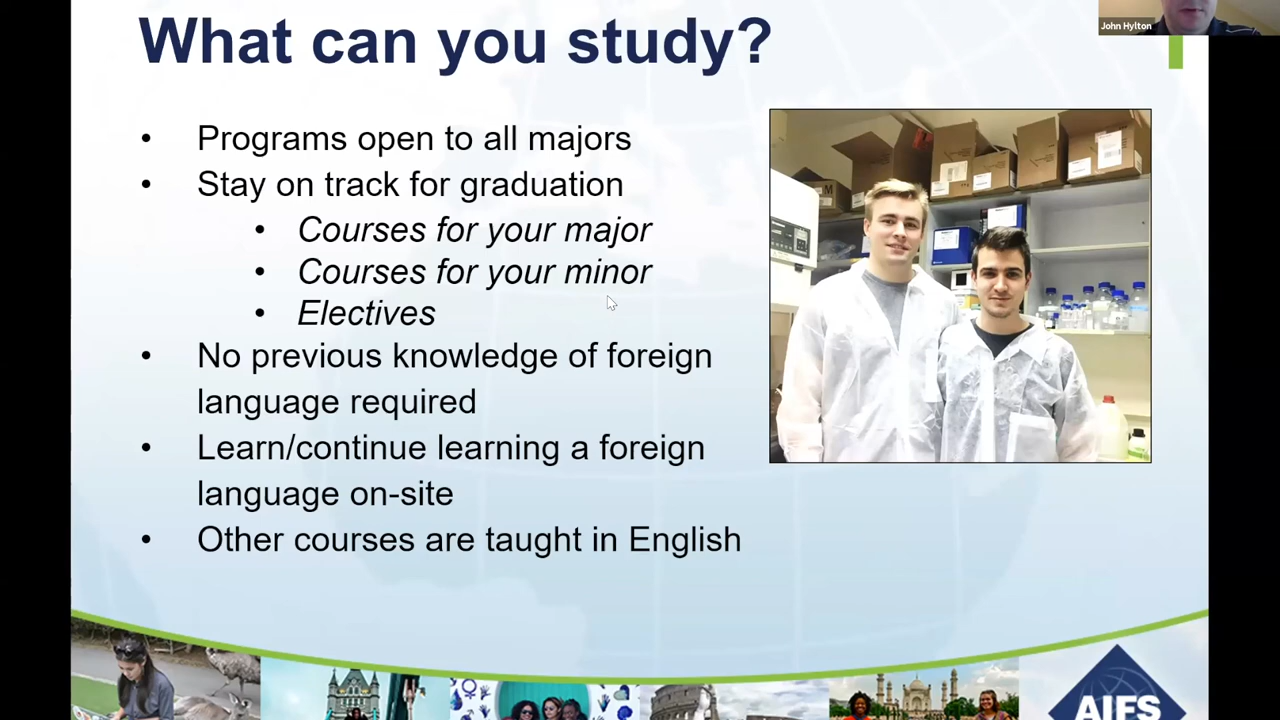 What can you study?
John Hylton
• Programs open to all majors
• Stay on track for graduation
• Courses for your major
• Courses for your minor
• Electives
• No previous knowledge of foreign
language required
• Learn/continue learning a foreign
language on-site
• Other courses are taught in English
AIFS